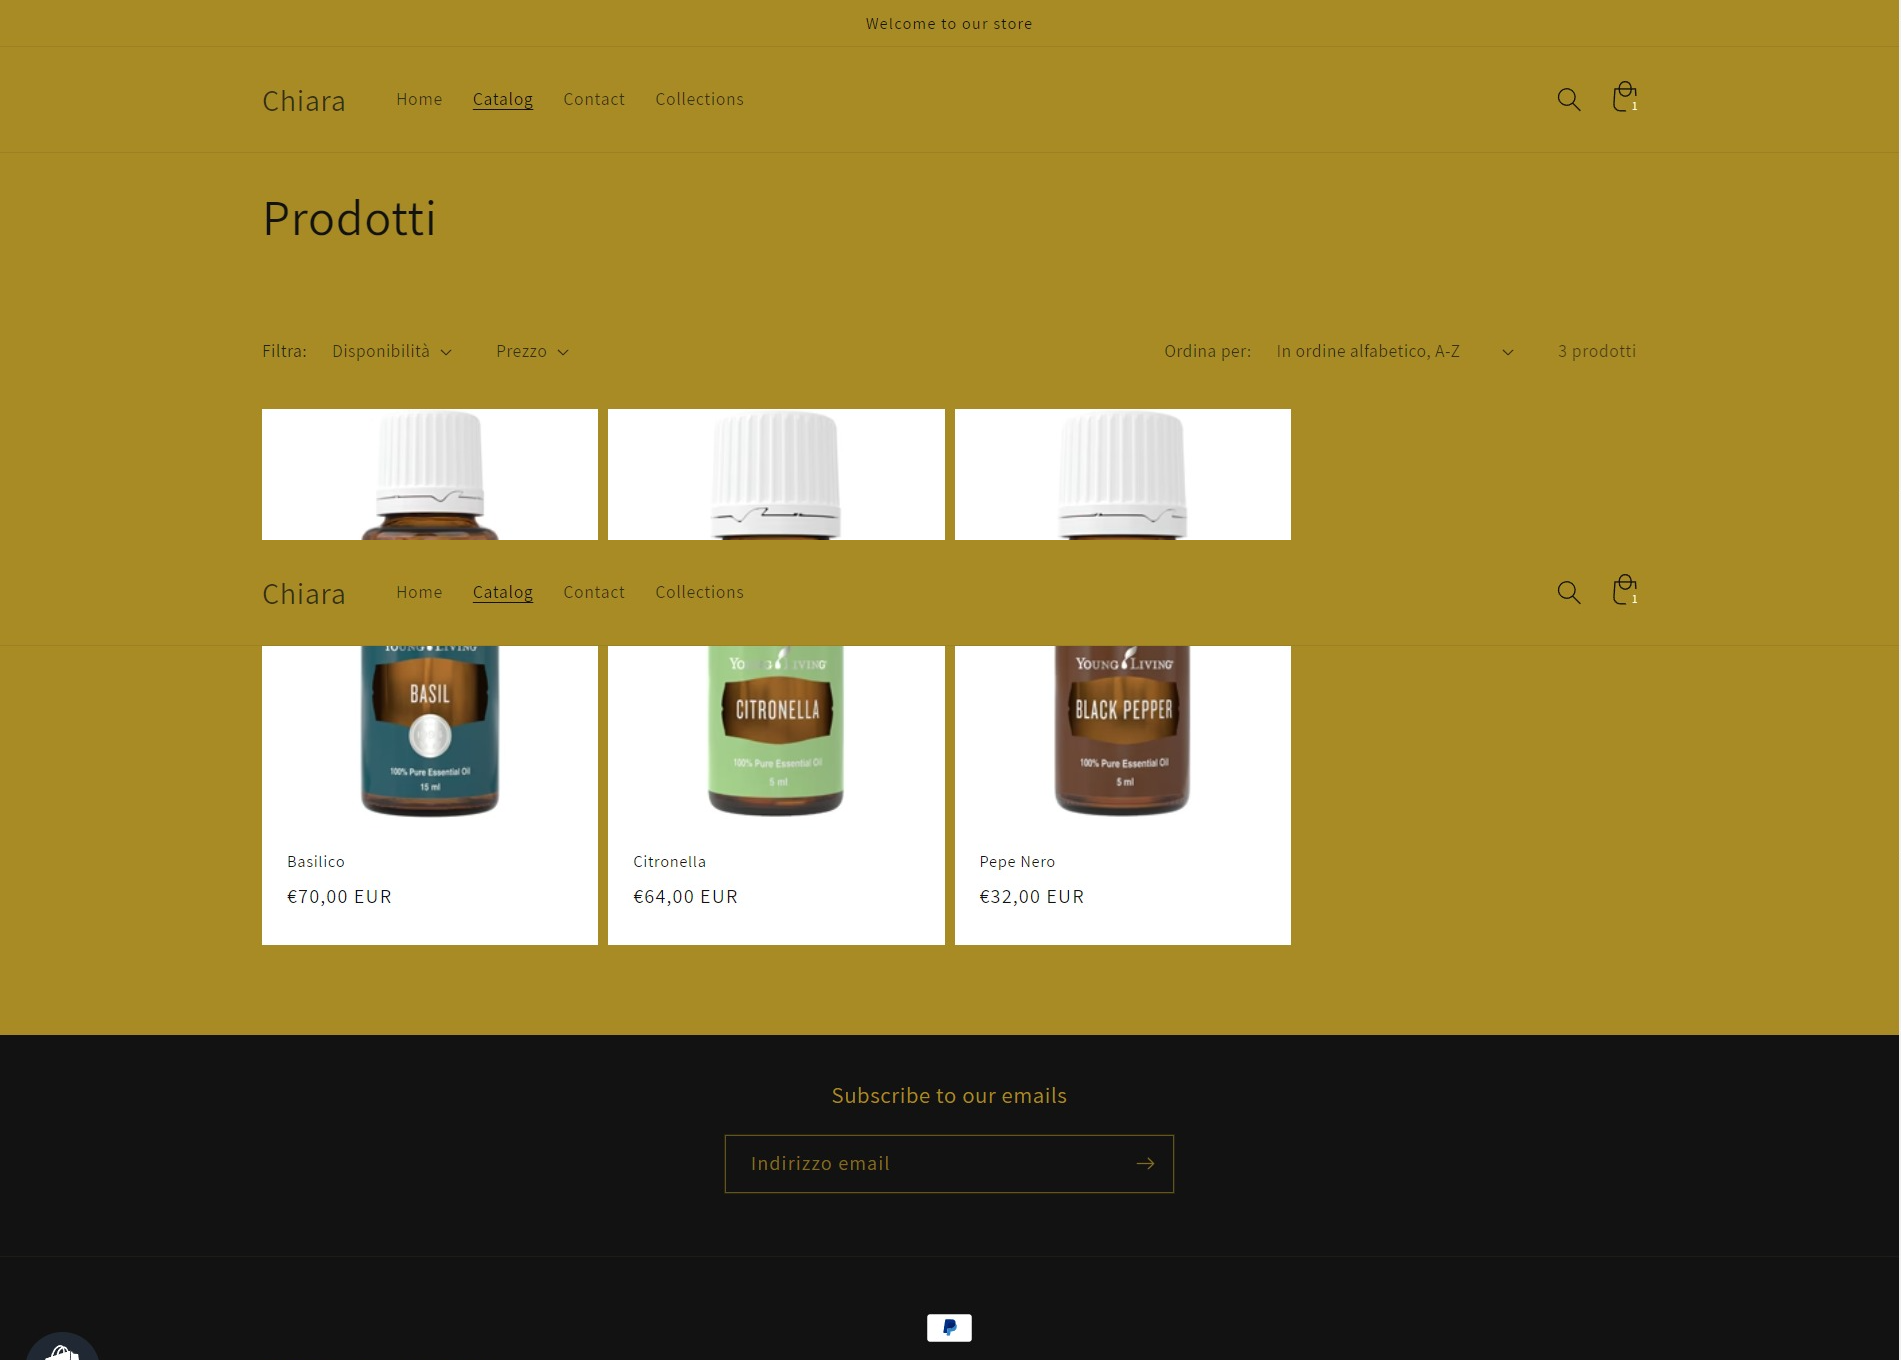 Welcome to our store
Chiara
Home Catalog Contact Collections
1
Prodotti
Filtra: Disponibilità Prezzo
Ordina per: In ordine alfabetico, A-Z 3 prodotti
Chiara
Home Catalog Contact Collections
1
YOUNG LIVING
BASIL
100% Pure Essential Oil
15 ml
YOUNG LIVING
CITRONELLA
100% Pure Essential Oil
5 ml
YOUNG LIVING
BLACK PEPPER
100% Pure Essential Oil
5 ml
Basilico
€70,00 EUR
Citronella
€64,00 EUR
Pepe Nero
€32,00 EUR
Subscribe to our emails
Indirizzo email